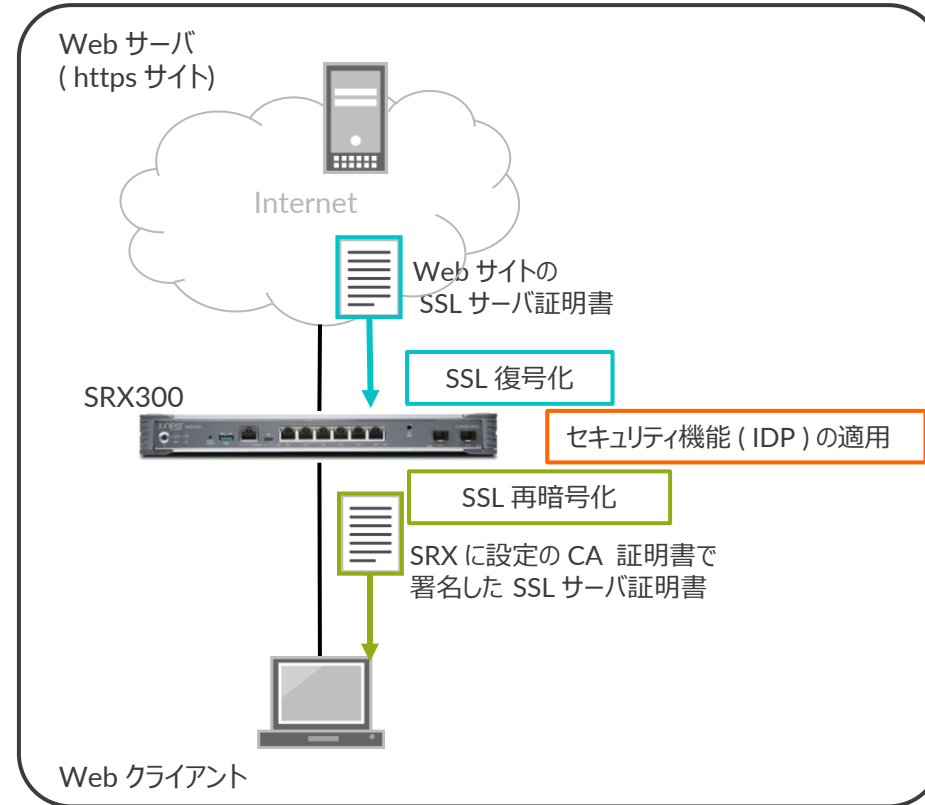 Web サーバ
( https サイト)
Internet
Web サイトの
SSL サーバ証明書
SSL 復号化
SRX300
セキュリティ機能 ( IDP ) の適用
SSL 再暗号化
SRX に設定の CA 証明書で
署名した SSL サーバ証明書
Web クライアント